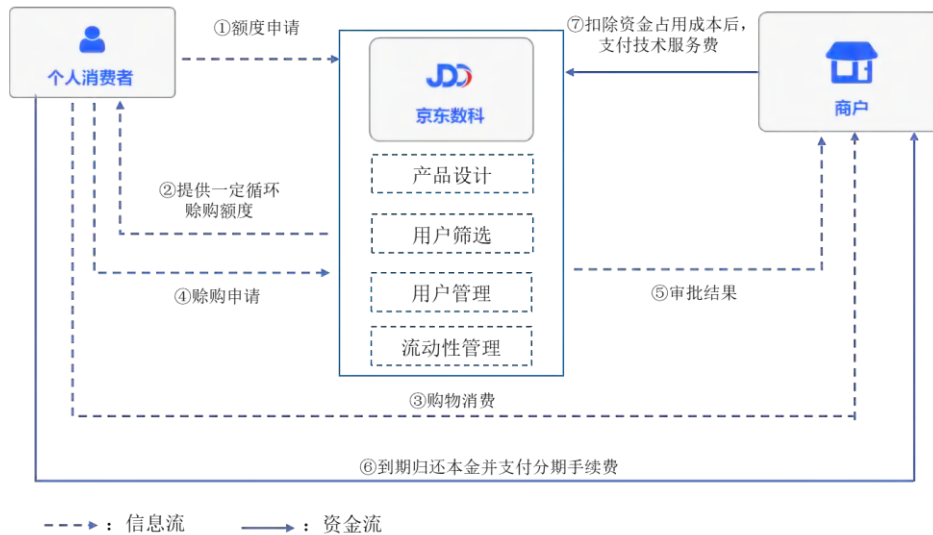 ①额度申请
⑦扣除资金占用成本后，
支付技术服务费
个人消费者
JDD
京东数科
商户
产品设计
②提供一定循环
赊购额度
用户筛选
④赊购申请
用户管理
⑤审批结果
流动性管理
③购物消费
⑥到期归还本金并支付分期手续费
：信息流
：资金流